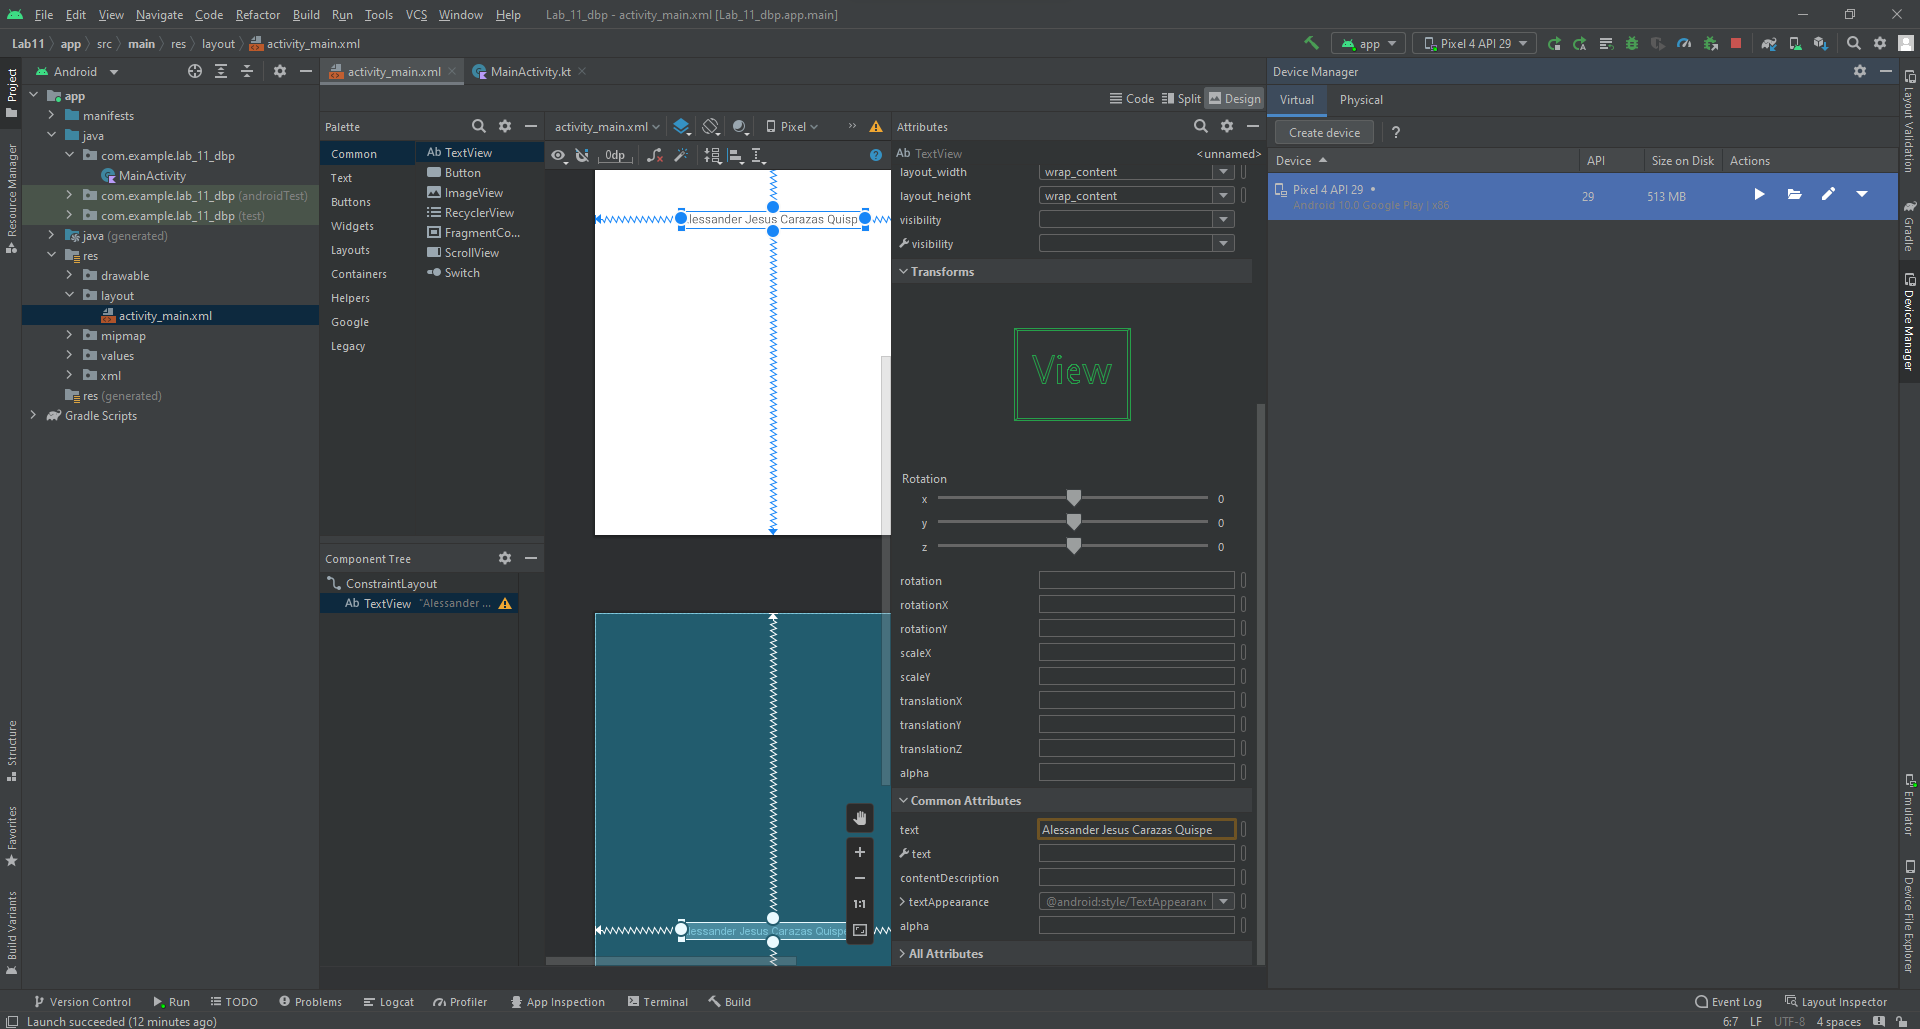 File Edit View Navigate Code Refactor Build Run Tools VCS Window Help Lab_11_dbp - activity_main.xml [Lab_11_dbp.app.main]
Lab11 app src main res layout activity_main.xml app Pixel 4 API 29
Project
Resource Manager
Structure
Favorites
Build Variants
Android
app
manifests
java
com.example.lab_11_dbp
MainActivity
com.example.lab_11_dbp (androidTest)
com.example.lab_11_dbp (test)
java (generated)
res
drawable
layout
activity_main.xml
mipmap
values
xml
res (generated)
Gradle Scripts
activity_main.xml MainActivity.kt
Code Split Design
Palette
Common
Text
Buttons
Widgets
Layouts
Containers
Helpers
Google
Legacy
Ab TextView
Button
ImageView
RecyclerView
FragmentCo...
ScrollView
Switch
Component Tree
ConstraintLayout
Ab TextView "Alessander ...
activity_main.xml Pixel >>
0dp ?
lessander Jesus Carazas Quisp
lessander Jesus Carazas Quispe
1:1
Attributes
Ab TextView <unnamed>
layout_width wrap_content
layout_height wrap_content
visibility
visibility
Transforms
View
Rotation
x 0
y 0
z 0
rotation
rotationX
rotationY
scaleX
scaleY
translationX
translationY
translationZ
alpha
Common Attributes
text Alessander Jesus Carazas Quispe
text
contentDescription
textAppearance @android:style/TextAppearanc
alpha
All Attributes
Device Manager
Virtual Physical
Create device ?
Device API Size on Disk Actions
Pixel 4 API 29 29 513 MB
Android 10.0 Google Play | x86
Layout Validation
Gradle
Device Manager
Emulator
Device File Explorer
Version Control Run TODO Problems Logcat Profiler App Inspection Terminal Build Event Log Layout Inspector
Launch succeeded (12 minutes ago) 6:7 LF UTF-8 4 spaces